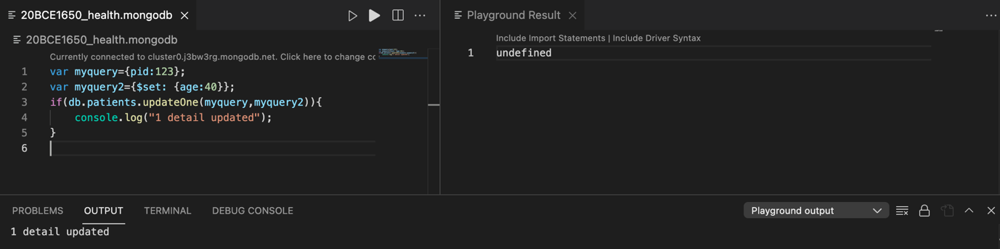 20BCE1650_health.mongodb
Playground Result
20BCE1650_health.mongodb
Currently connected to cluster0.j3bw3rg.mongodb.net. Click here to change co
1 var myquery={pid:123};
2 var myquery2={$set: {age:40}};
3 if(db.patients.updateOne(myquery,myquery2)){
4     console.log("1 detail updated");
5 }
6
Include Import Statements | Include Driver Syntax
1 undefined
PROBLEMS OUTPUT TERMINAL DEBUG CONSOLE Playground output
1 detail updated